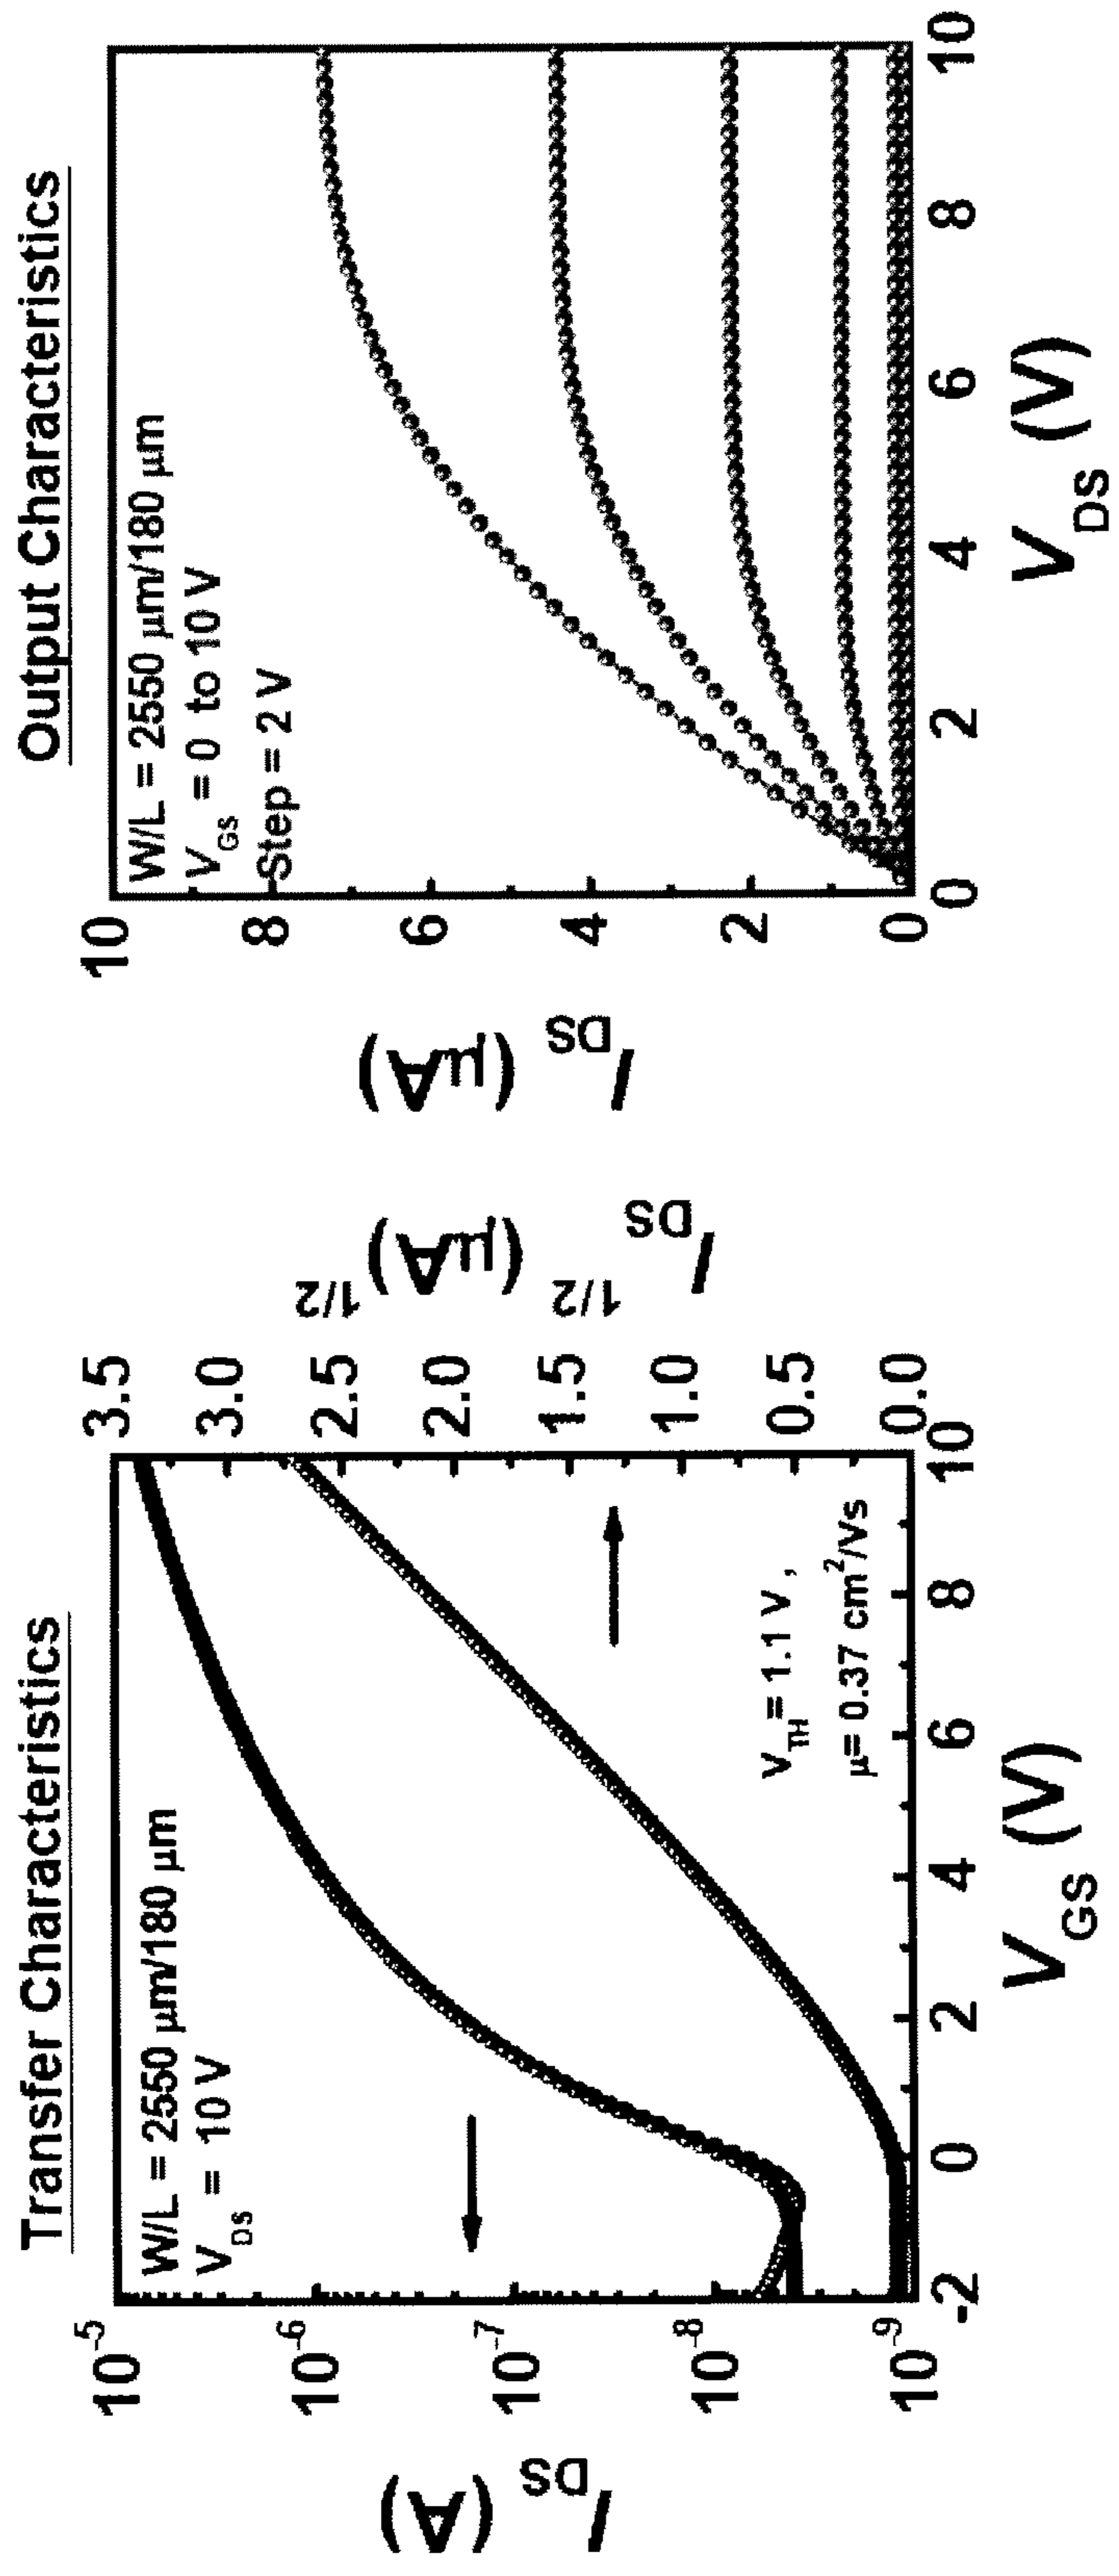 Transfer Characteristics
W/L = 2550 μm/180 μm
V_DS = 10 V
V_TH = 1.1 V ,
μ= 0.37 cm²/Vs
10⁻⁵
10⁻⁶
10⁻⁷
10⁻⁸
10⁻⁹
I_DS (A)
-2 0 2 4 6 8 10
V_GS (V)
3.5
3.0
2.5
2.0
1.5
1.0
0.5
0.0
I_DS^1/2 (μA)^1/2
Output Characteristics
W/L = 2550 μm/180 μm
V_GS = 0 to 10 V
Step = 2 V
10
8
6
4
2
0
I_DS (μA)
0 2 4 6 8 10
V_DS (V)